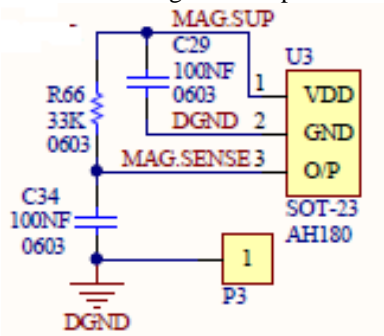 MAG.SUP
C29
100NF
0603
U3
R66
33K
0603
1
VDD
DGND
2
GND
MAG.SENSE
3
O/P
C34
100NF
0603
SOT-23
AH180
1
P3
DGND